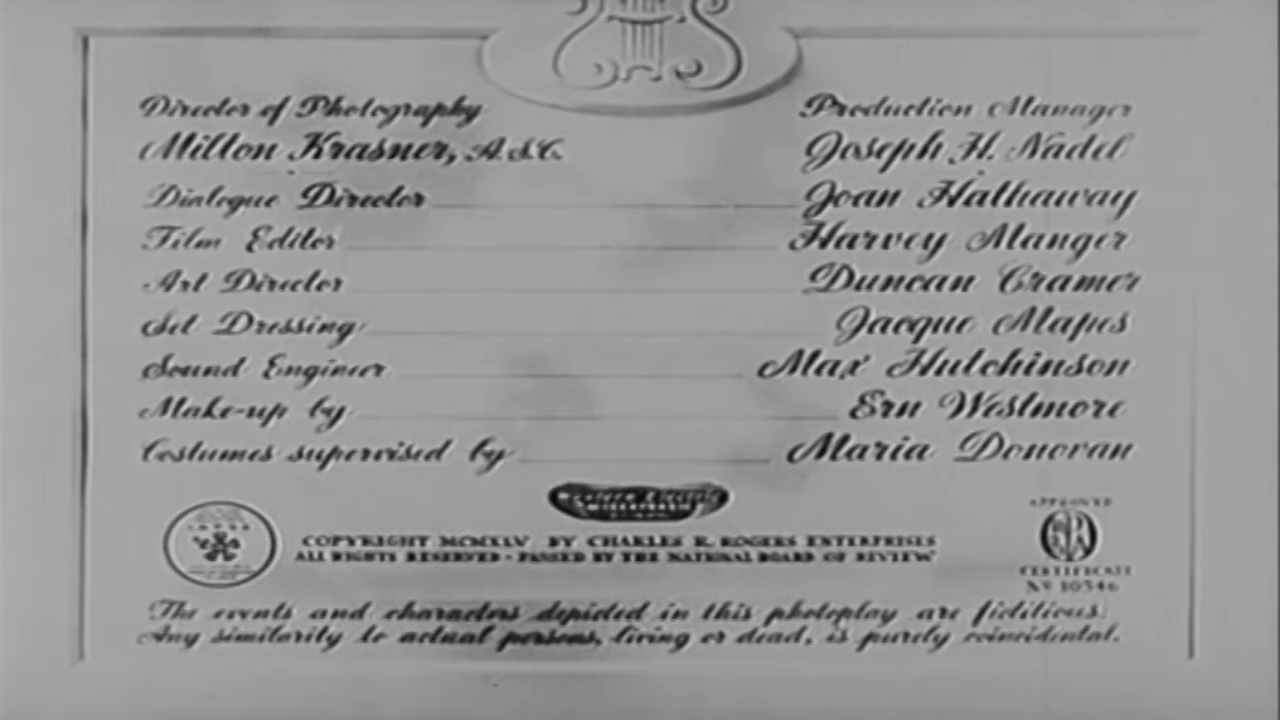 Director of Photography
Milton Krasner, A.S.C.
Production Manager
Joseph H. Nadel
Dialogue Director Joan Hathaway
Film Editor Harvey Manger
Art Director Duncan Cramer
Set Dressing Jacque Mapes
Sound Engineer Max Hutchinson
Make-up by Ern Westmore
Costumes supervised by Maria Donovan
Western Electric
COPYRIGHT MCMXLV BY CHARLES R. ROGERS ENTERPRISES
ALL RIGHTS RESERVED - PASSED BY THE NATIONAL BOARD OF REVIEW
APPROVED
CERTIFICATE
No 10546
The events and characters depicted in this photoplay are fictitious.
Any similarity to actual persons, living or dead, is purely coincidental.